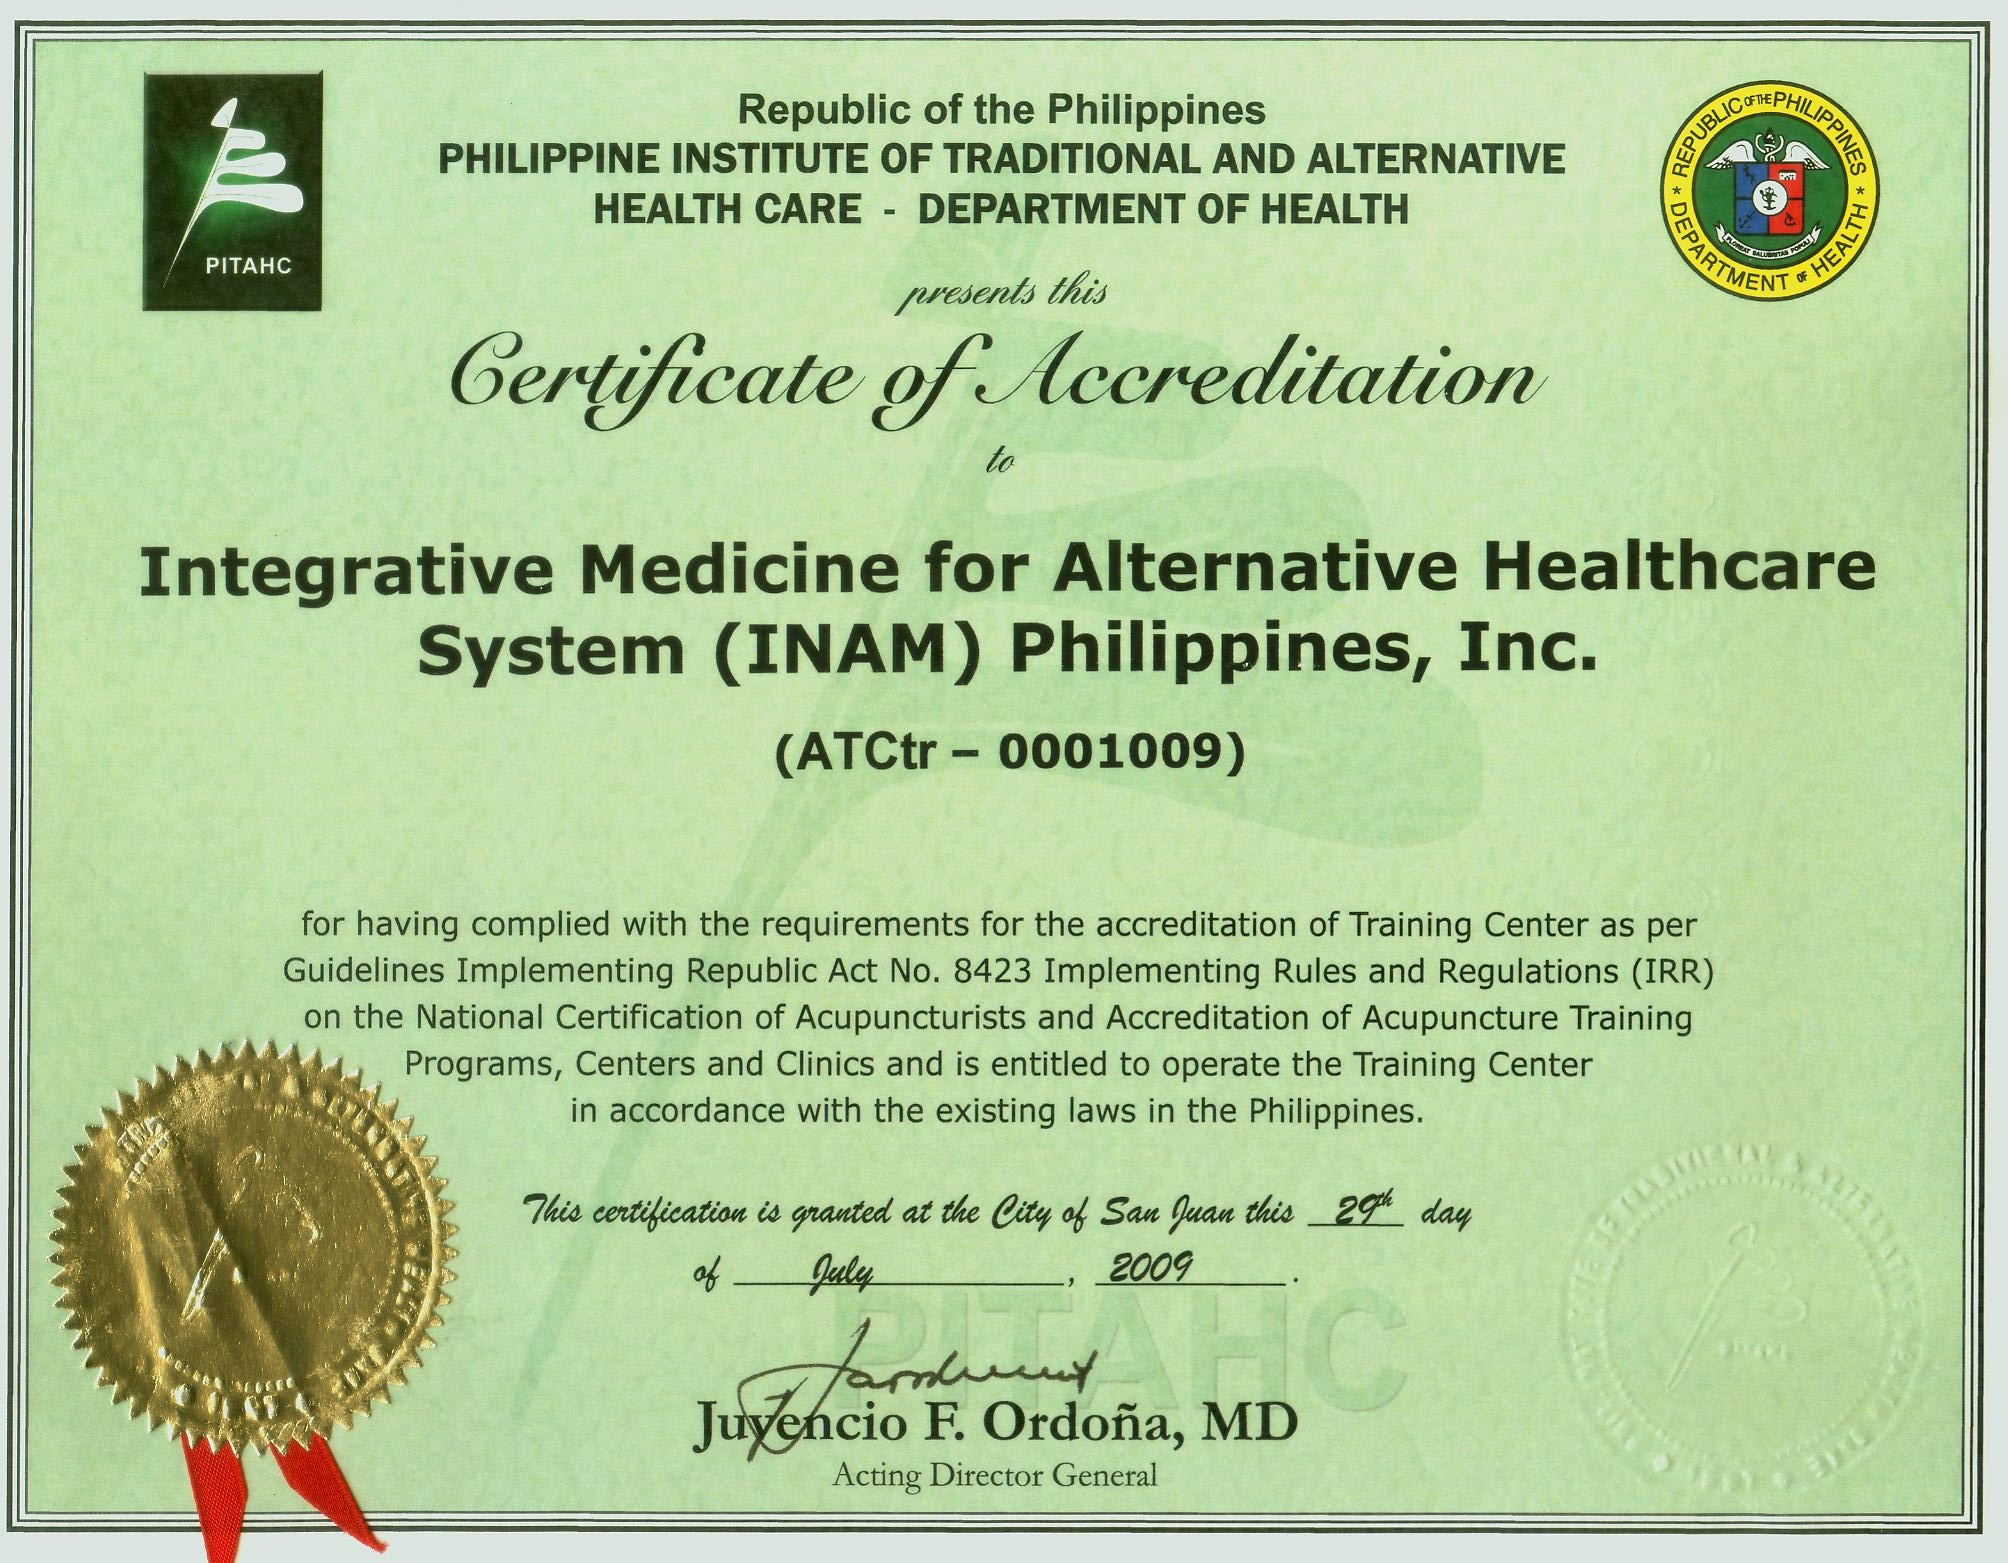 PITAHC
REPUBLIC OF THE PHILIPPINES
* DEPARTMENT OF HEALTH *
Republic of the Philippines
PHILIPPINE INSTITUTE OF TRADITIONAL AND ALTERNATIVE
HEALTH CARE - DEPARTMENT OF HEALTH
presents this
Certificate of Accreditation
to
Integrative Medicine for Alternative Healthcare
System (INAM) Philippines, Inc.
(ATCtr – 0001009)
for having complied with the requirements for the accreditation of Training Center as per
Guidelines Implementing Republic Act No. 8423 Implementing Rules and Regulations (IRR)
on the National Certification of Acupuncturists and Accreditation of Acupuncture Training
Programs, Centers and Clinics and is entitled to operate the Training Center
in accordance with the existing laws in the Philippines.
This certification is granted at the City of San Juan this 29th day
of July, 2009.
PITAHC
Juvencio F. Ordoña, MD
Acting Director General